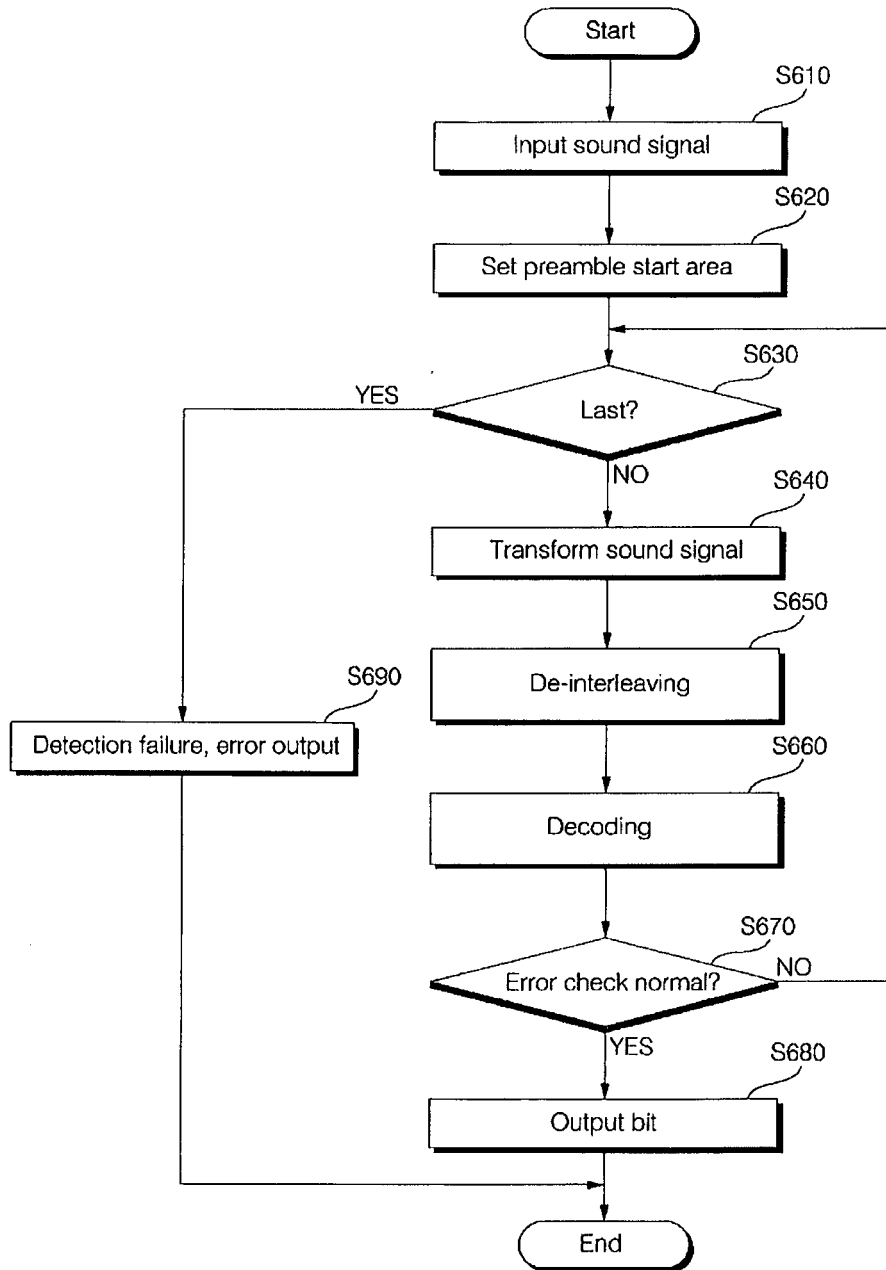 Start
S610
Input sound signal
S620
Set preamble start area
S630
YES
Last?
NO
S640
Transform sound signal
S650
De-interleaving
S690
Detection failure, error output
S660
Decoding
S670
Error check normal?
NO
YES
S680
Output bit
End